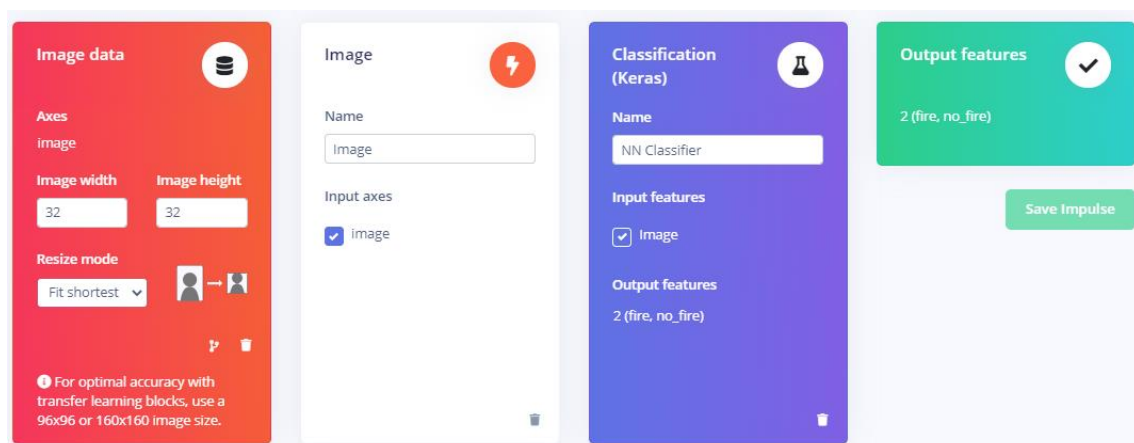 Image data
Axes
image
Image width
Image height
32
32
Resize mode
Fit shortest
For optimal accuracy with
transfer learning blocks, use a
96x96 or 160x160 image size.
Image
Name
Image
Input axes
image
Classification
(Keras)
Name
NN Classifier
Input features
Image
Output features
2 (fire, no_fire)
Output features
2 (fire, no_fire)
Save Impulse